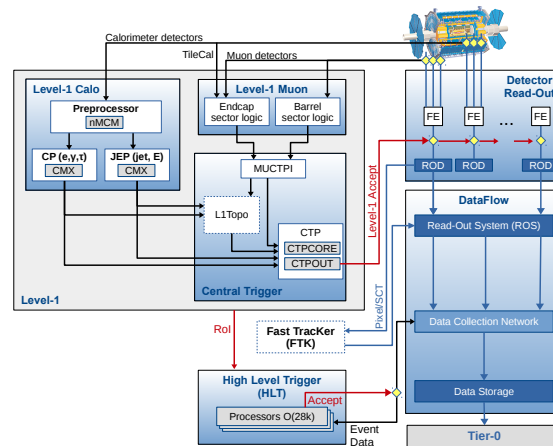 Calorimeter detectors
TileCal
Muon detectors
Level-1 Calo
Preprocessor
nMCM
CP (e,γ,τ)
CMX
JEP (jet, E)
CMX
Level-1 Muon
Endcap
sector logic
Barrel
sector logic
MUCTPI
L1Topo
CTP
CTPCORE
CTPOUT
Central Trigger
Level-1
Level-1 Accept
Detector
Read-Out
FE
FE
...
FE
ROD
ROD
ROD
DataFlow
Read-Out System (ROS)
Pixel/SCT
RoI
Fast TracKer
(FTK)
Data Collection Network
High Level Trigger
(HLT)
Accept
Processors O(28k)
Event
Data
Data Storage
Tier-0